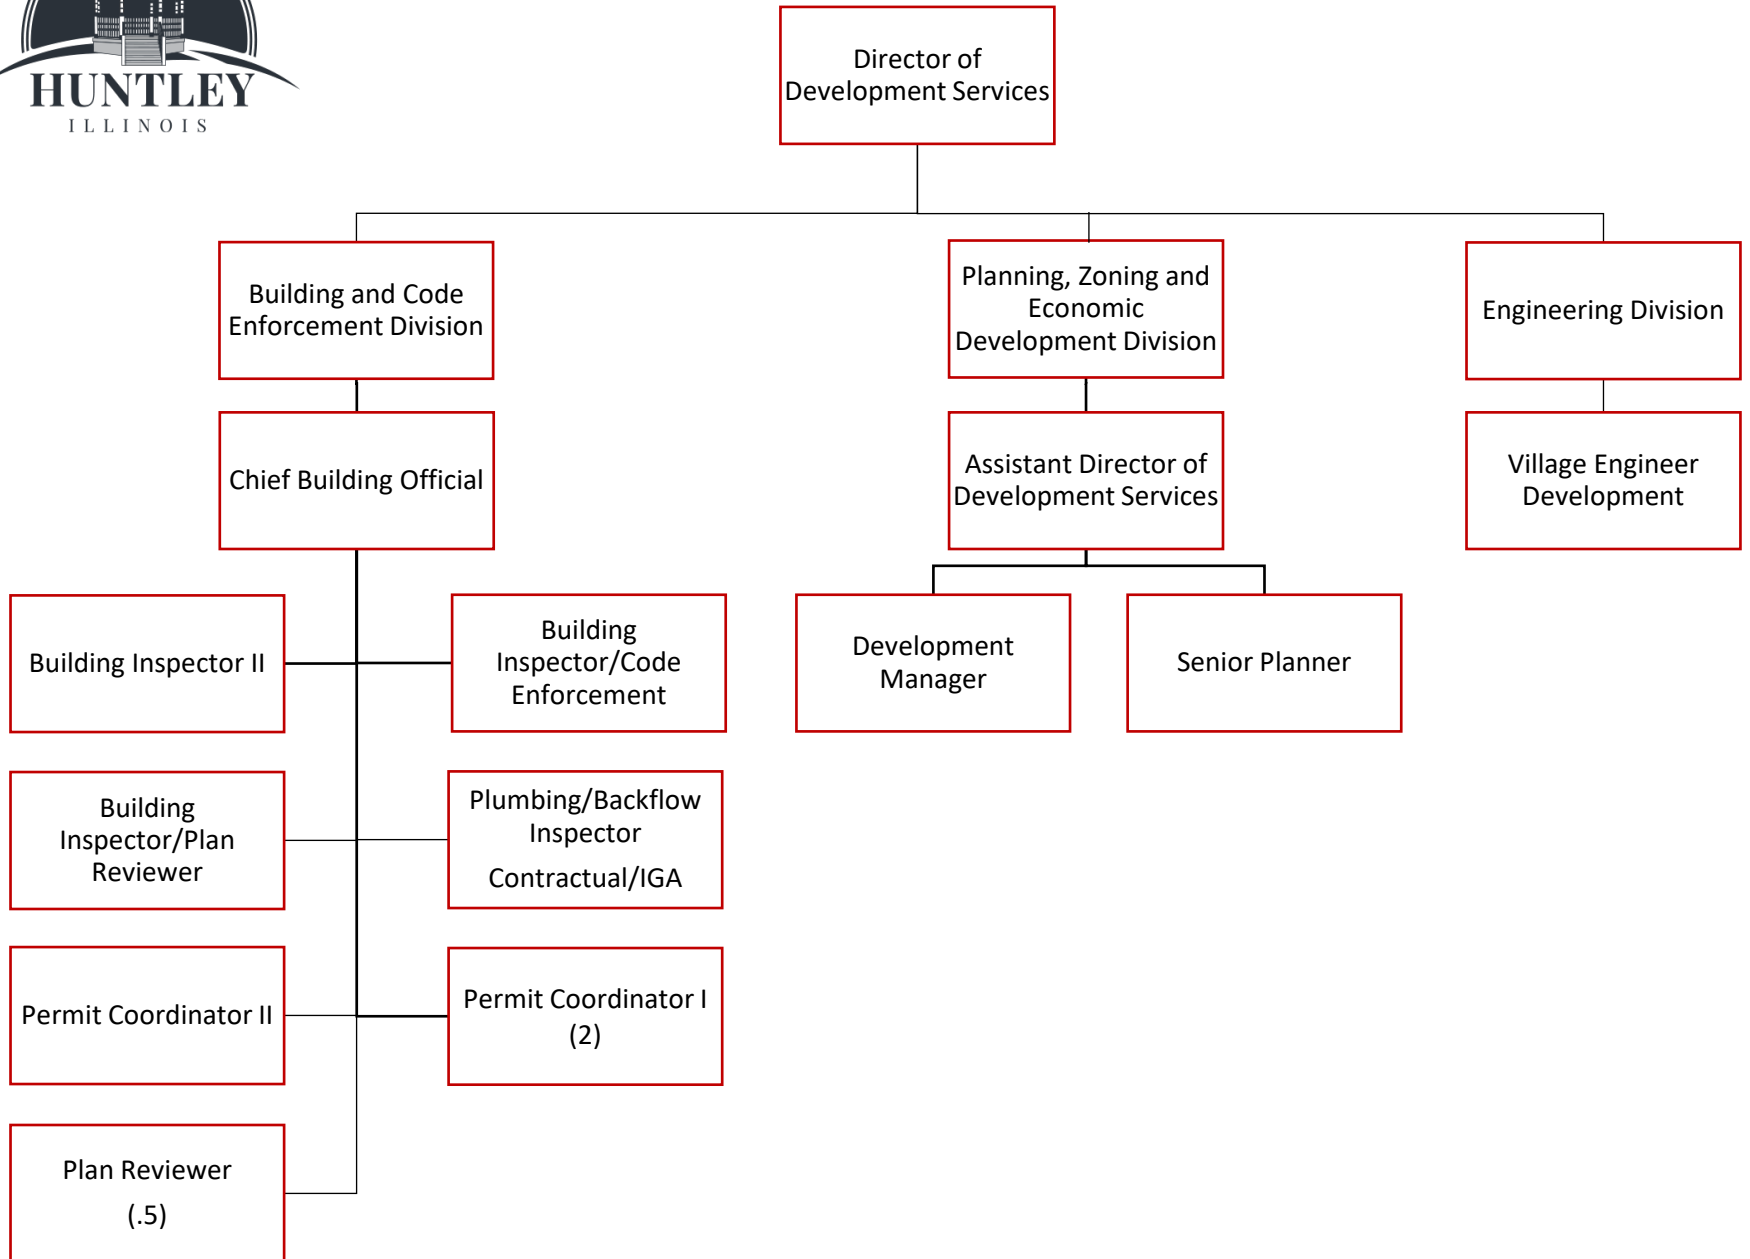 HUNTLEY
ILLINOIS
Director of
Development Services
Building and Code
Enforcement Division
Planning, Zoning and
Economic
Development Division
Engineering Division
Chief Building Official
Assistant Director of
Development Services
Village Engineer
Development
Building Inspector II
Building
Inspector/Code
Enforcement
Development
Manager
Senior Planner
Building
Inspector/Plan
Reviewer
Plumbing/Backflow
Inspector
Contractual/IGA
Permit Coordinator II
Permit Coordinator I
(2)
Plan Reviewer
(.5)